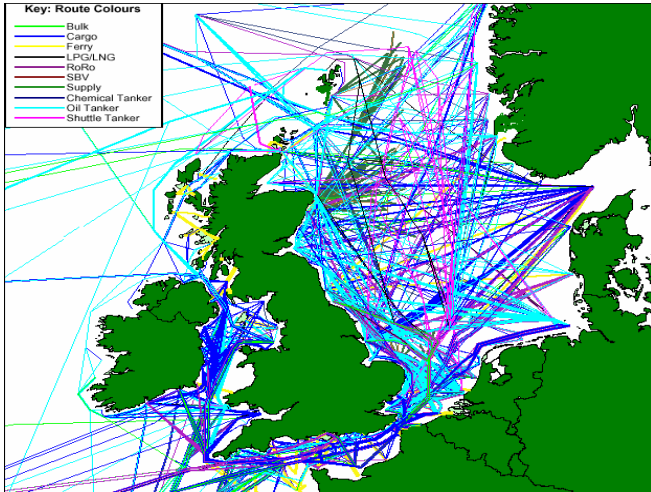 Key: Route Colours
Bulk
Cargo
Ferry
LPG/LNG
RoRo
SBV
Supply
Chemical Tanker
Oil Tanker
Shuttle Tanker